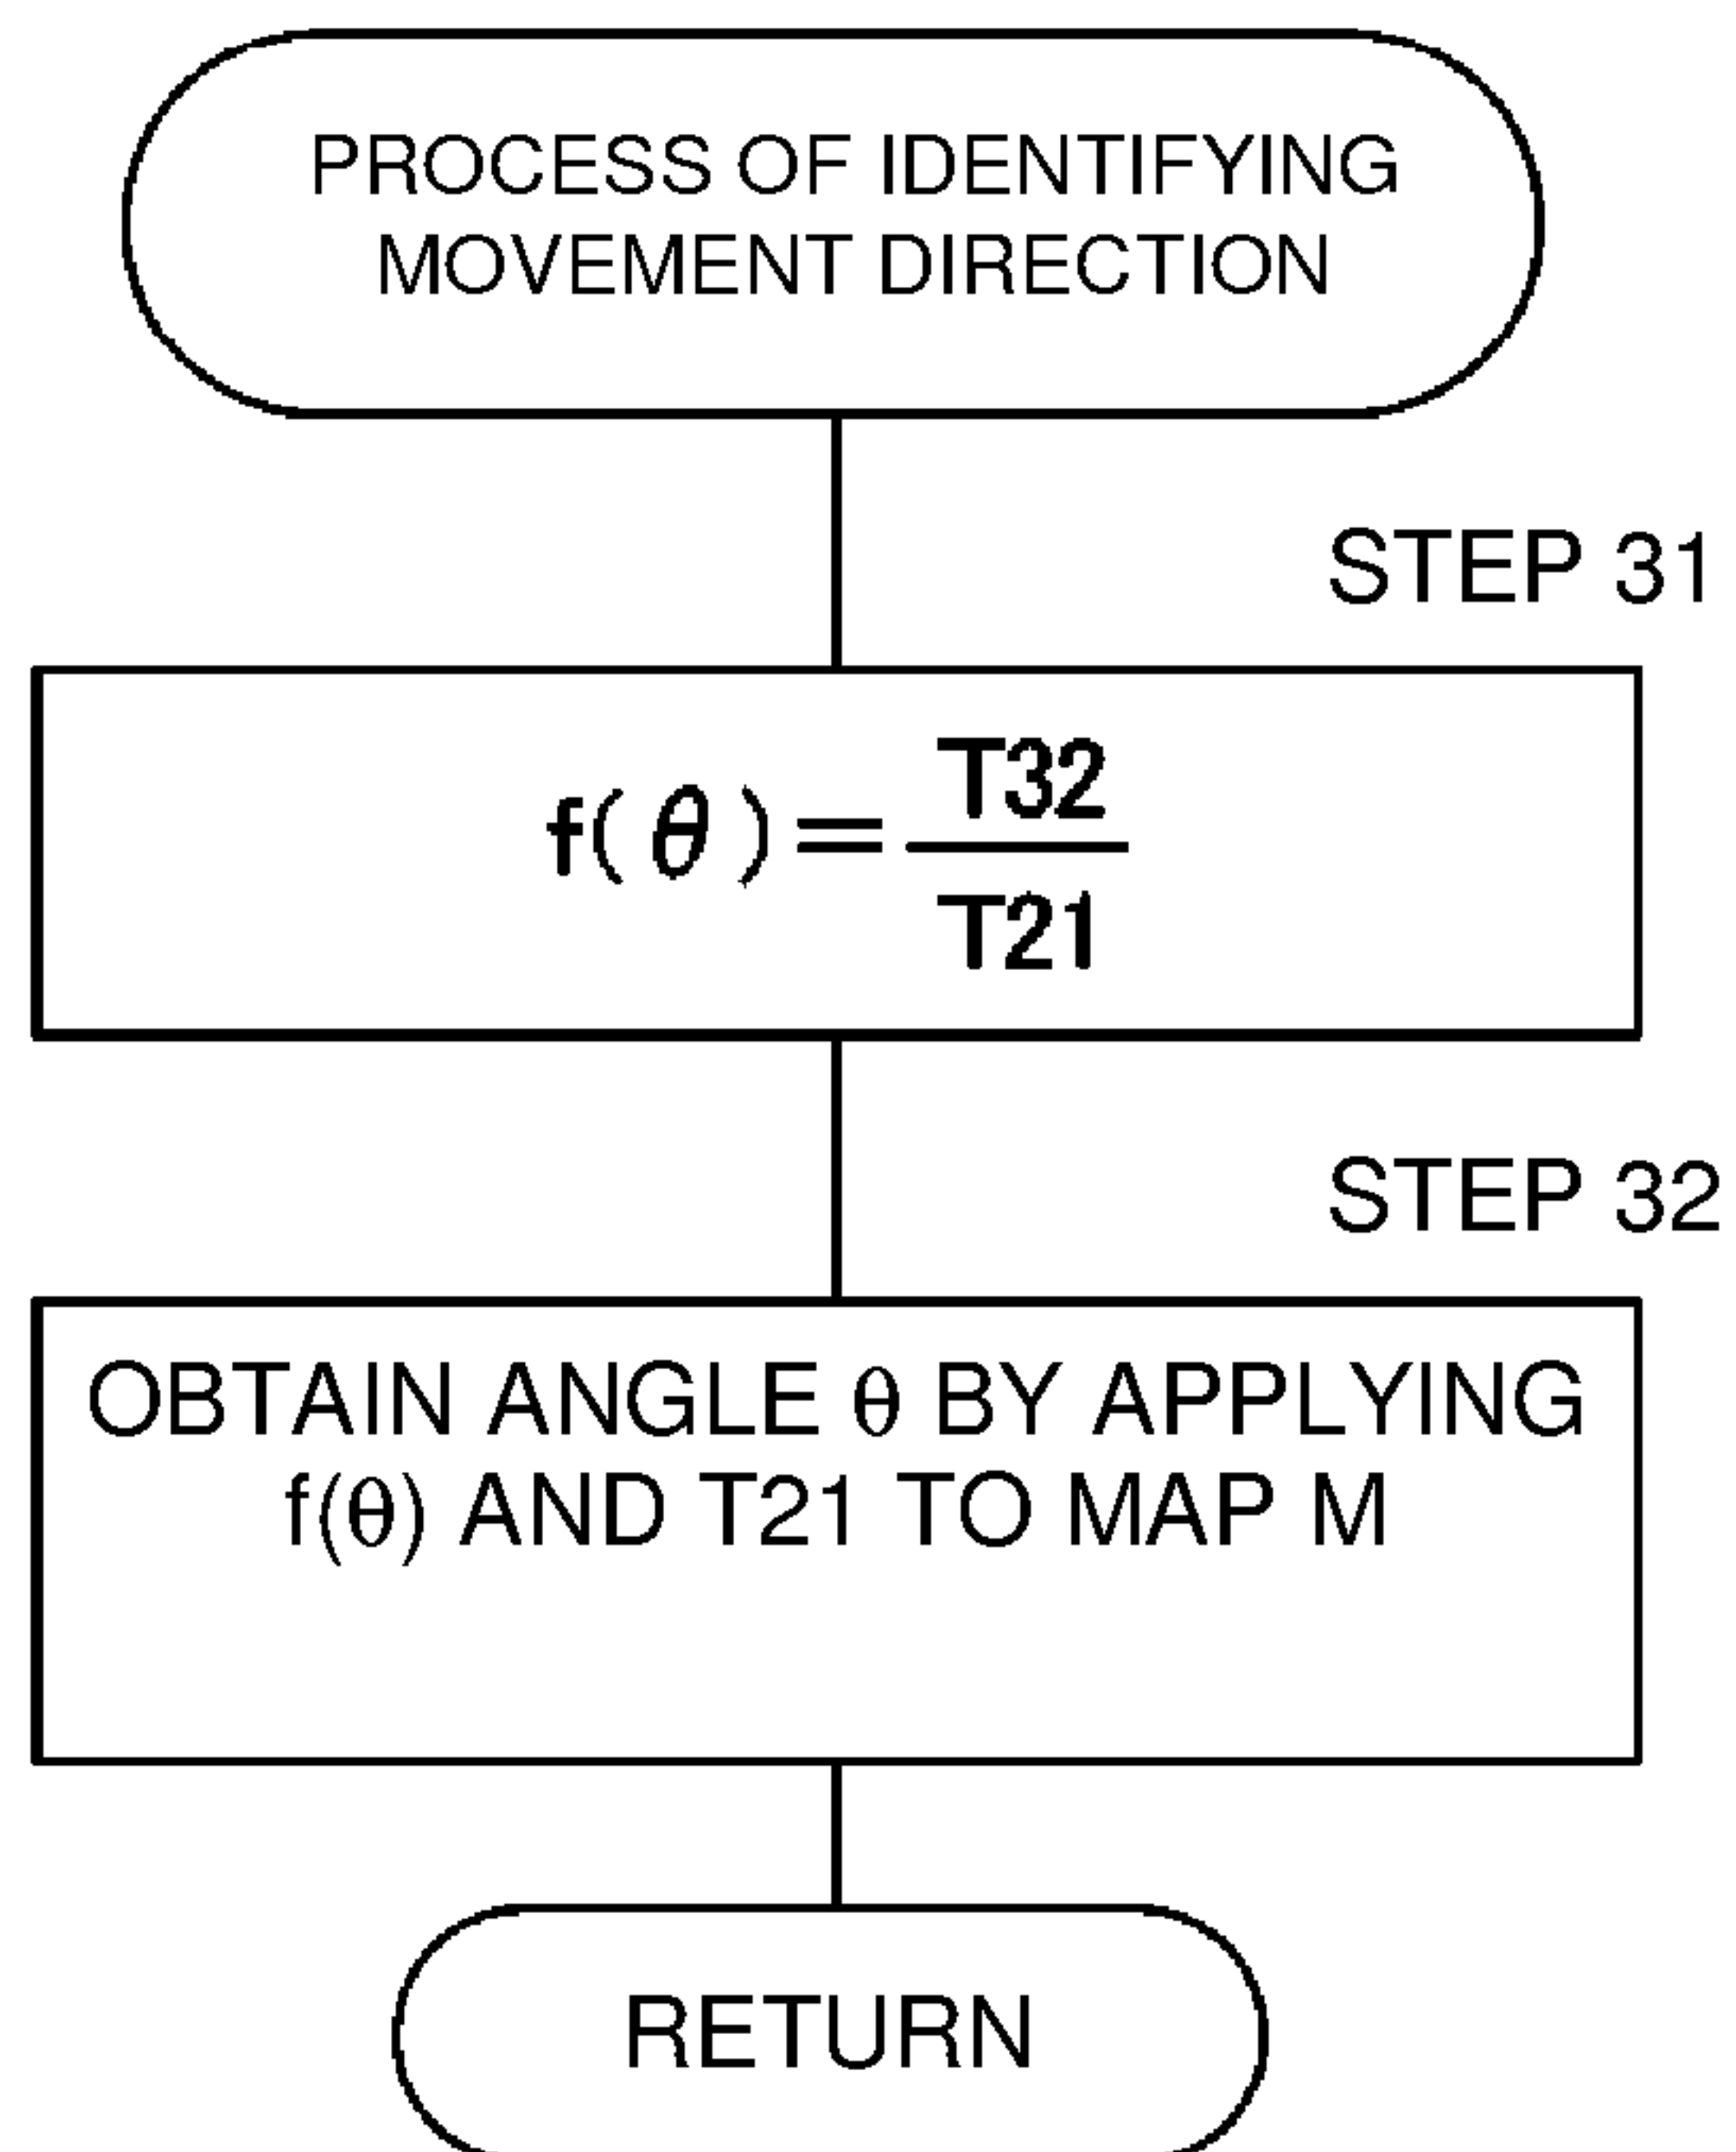 PROCESS OF IDENTIFYING
MOVEMENT DIRECTION
STEP 31
f(θ)=T32/T21
STEP 32
OBTAIN ANGLE θ BY APPLYING
f(θ) AND T21 TO MAP M
RETURN